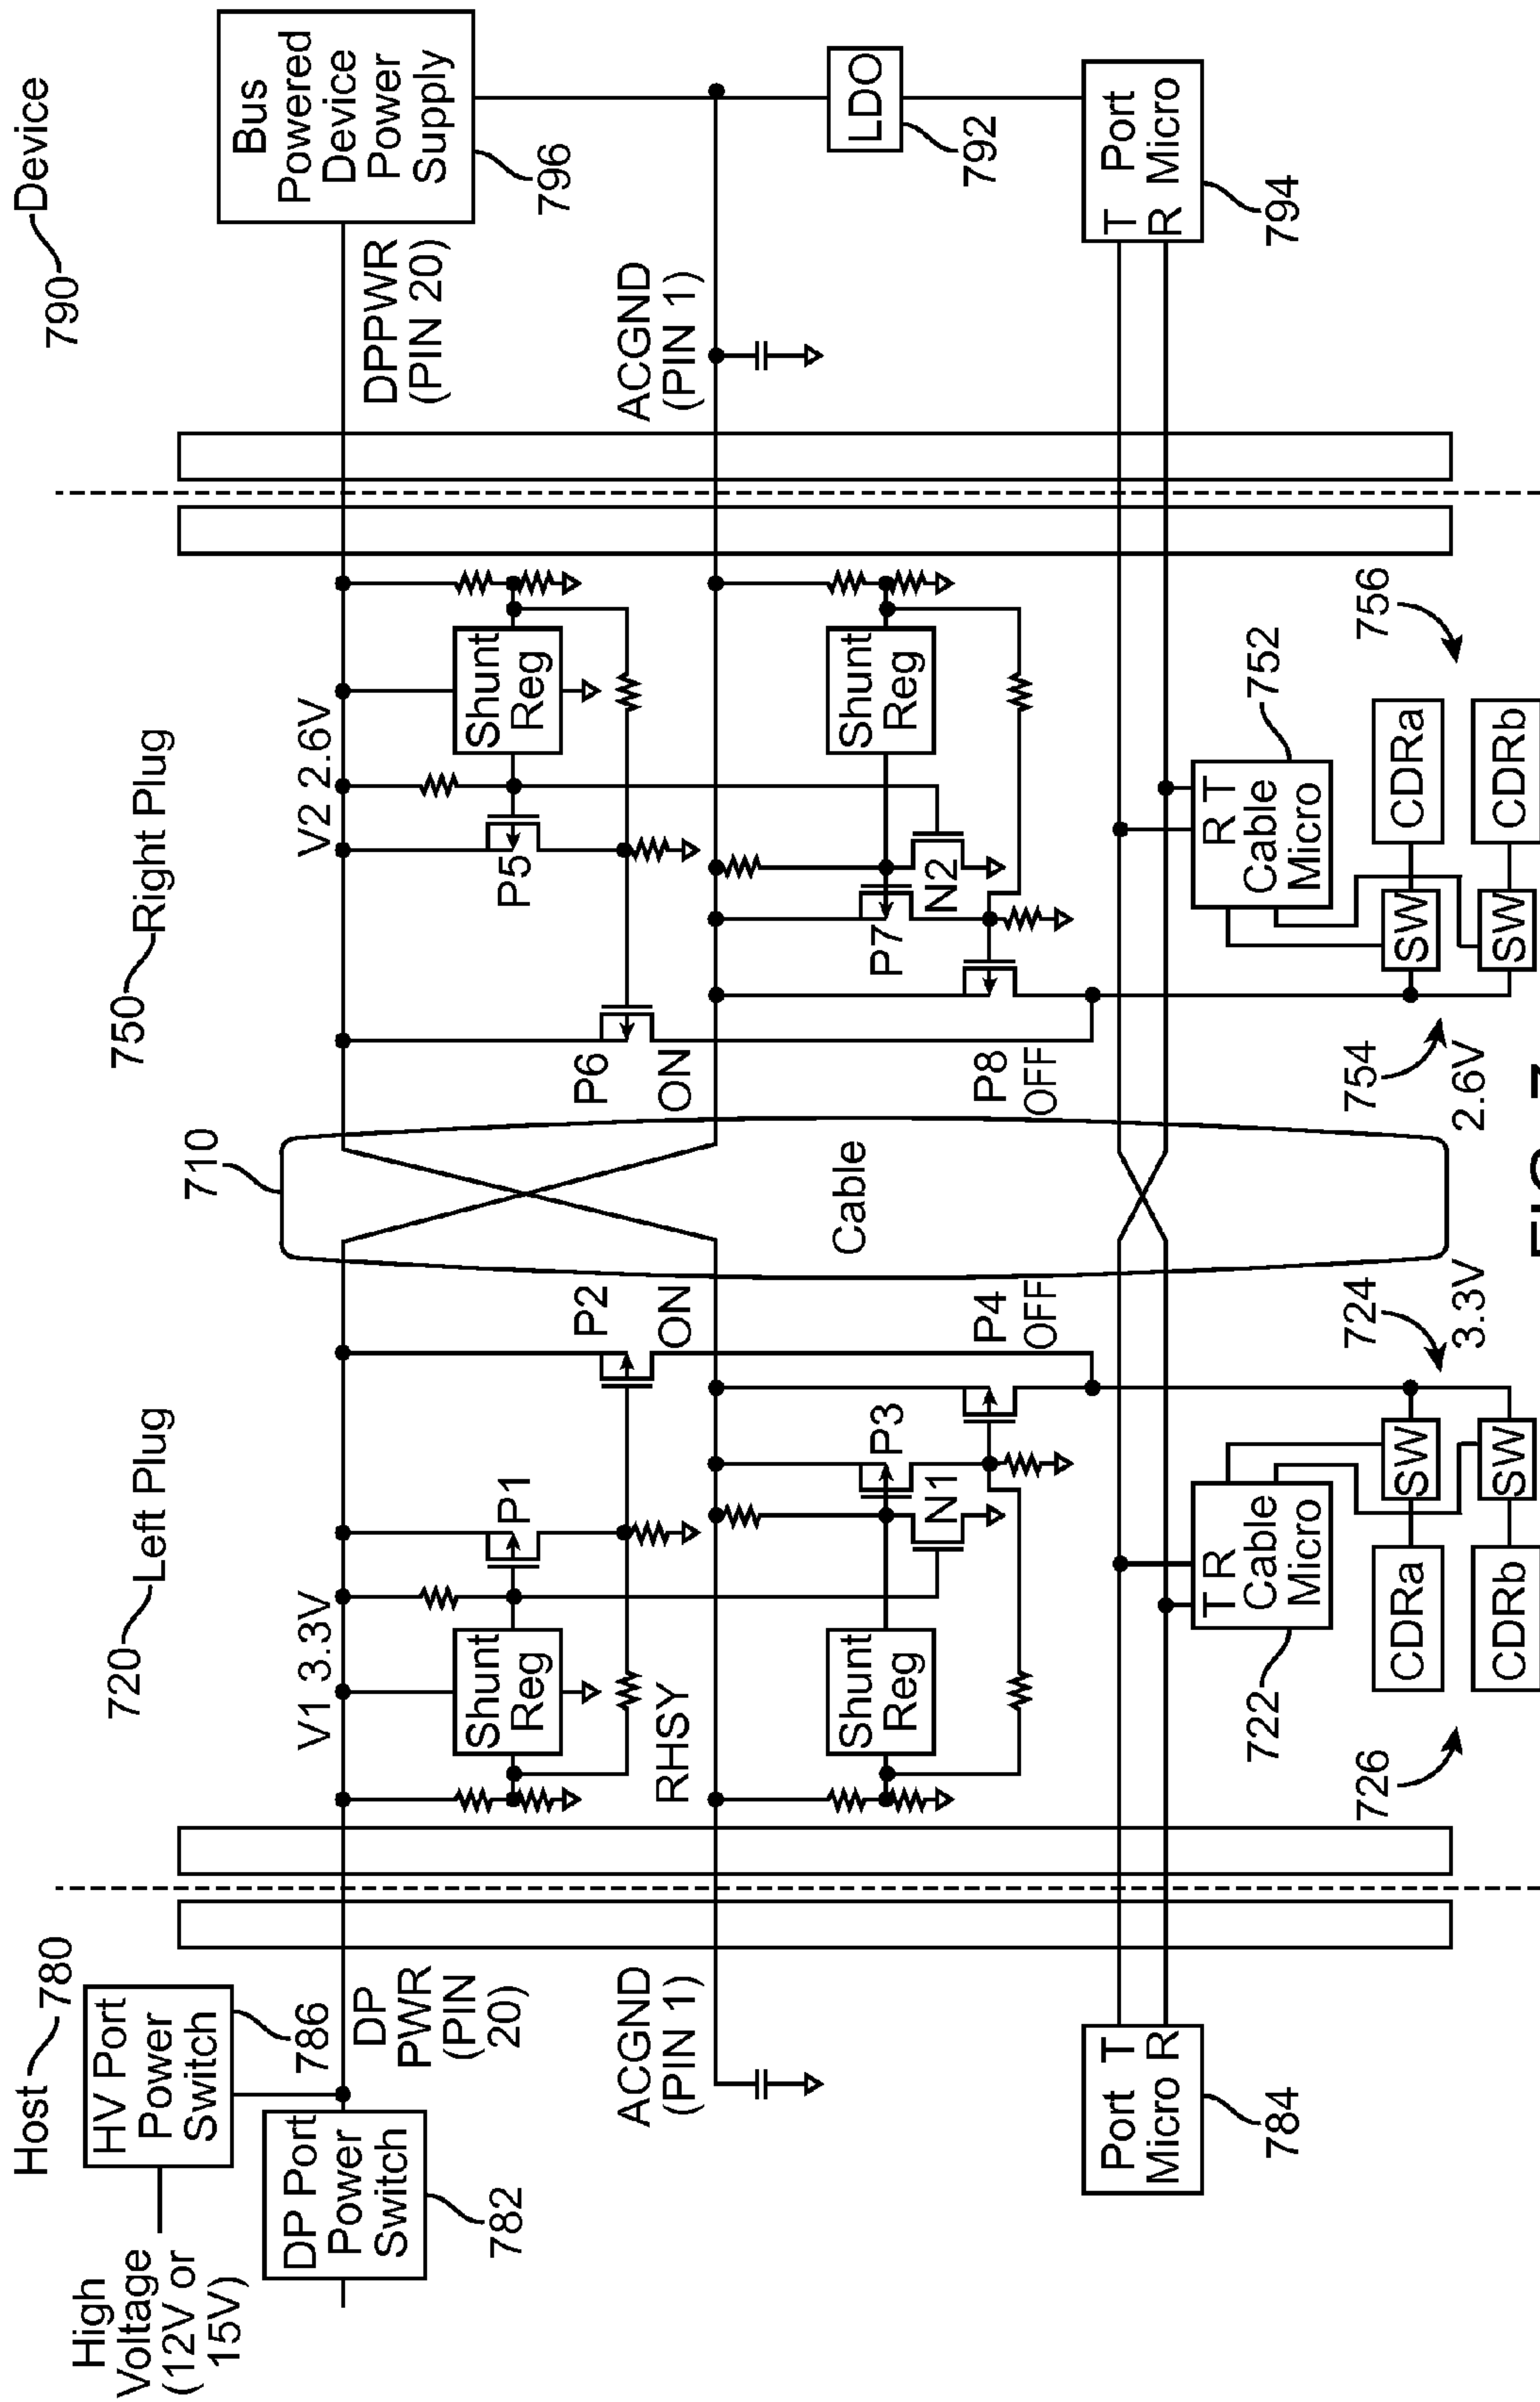 Host 780
High
Voltage
(12V or
15V)
HV Port
Power
Switch
786
DP Port
Power
Switch
782
DP
PWR
(PIN
20)
ACGND
(PIN 1)
Port T
Micro R
784
720 Left Plug
V1 3.3V
Shunt
Reg
P1
P2
ON
RHSY
Shunt
Reg
P3
N1
P4
OFF
T R
Cable
Micro
722
SW
SW
CDRa
CDRb
726
724
3.3V
710
Cable
750 Right Plug
V2 2.6V
Shunt
Reg
P5
P6
ON
Shunt
Reg
P7
N2
P8
OFF
R T
Cable
Micro
752
SW
SW
CDRa
CDRb
754
2.6V
756
790 Device
Bus
Powered
Device
Power
Supply
796
DPPWR
(PIN 20)
ACGND
(PIN 1)
LDO
792
T Port
R Micro
794